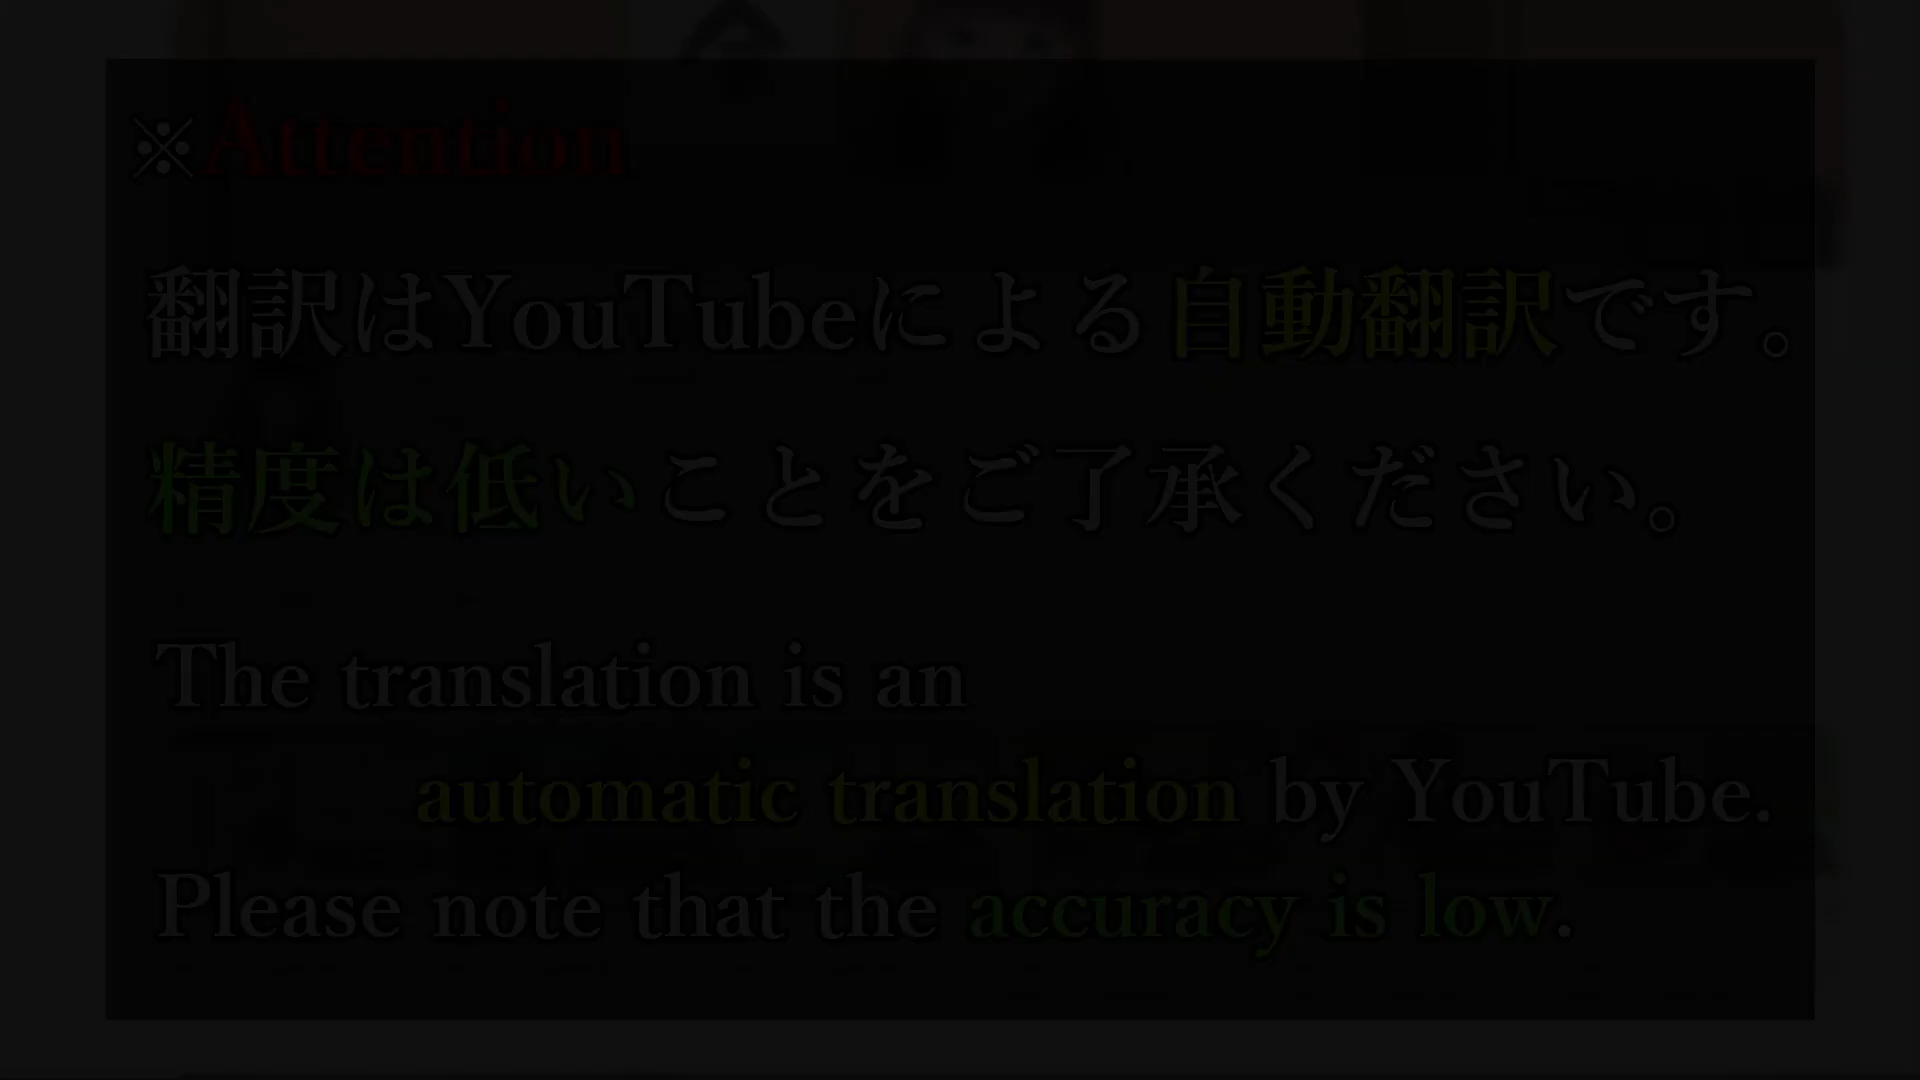 ※Attention
翻訳はYouTubeによる自動翻訳です。
精度は低いことをご了承ください。
The translation is an
automatic translation by YouTube.
Please note that the accuracy is low.